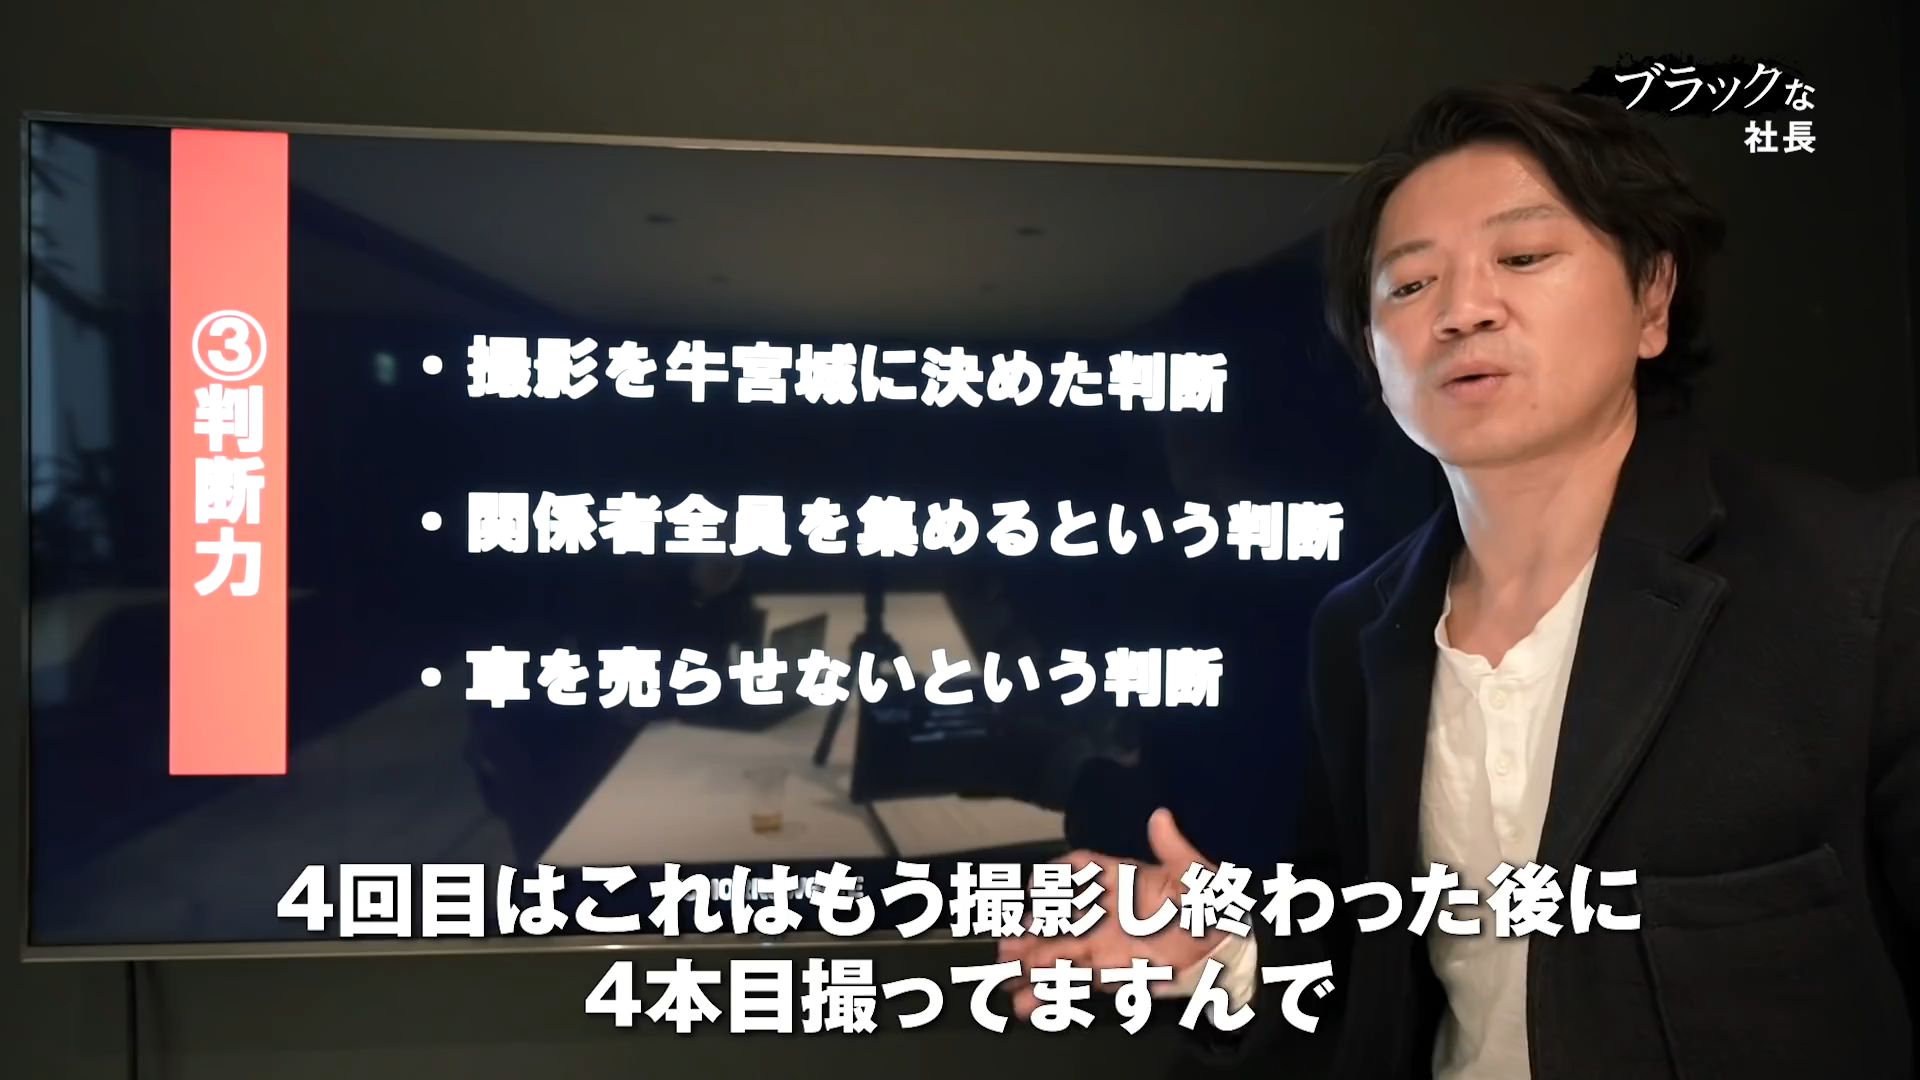 ブラックな
社長
③判断力
・撮影を牛宮城に決めた判断
・関係者全員を集めるという判断
・車を売らせないという判断
4回目はこれはもう撮影し終わった後に
4本目撮ってますんで